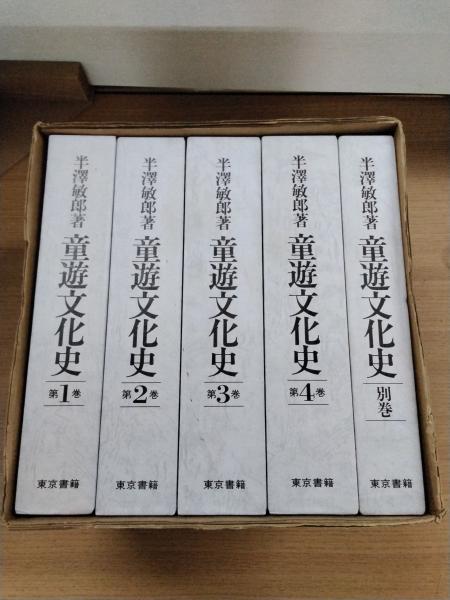 半澤敏郎著
童遊文化史
第1巻
東京書籍
半澤敏郎著
童遊文化史
第2巻
東京書籍
半澤敏郎著
童遊文化史
第3巻
東京書籍
半澤敏郎著
童遊文化史
第4巻
東京書籍
半澤敏郎著
童遊文化史
別巻
東京書籍